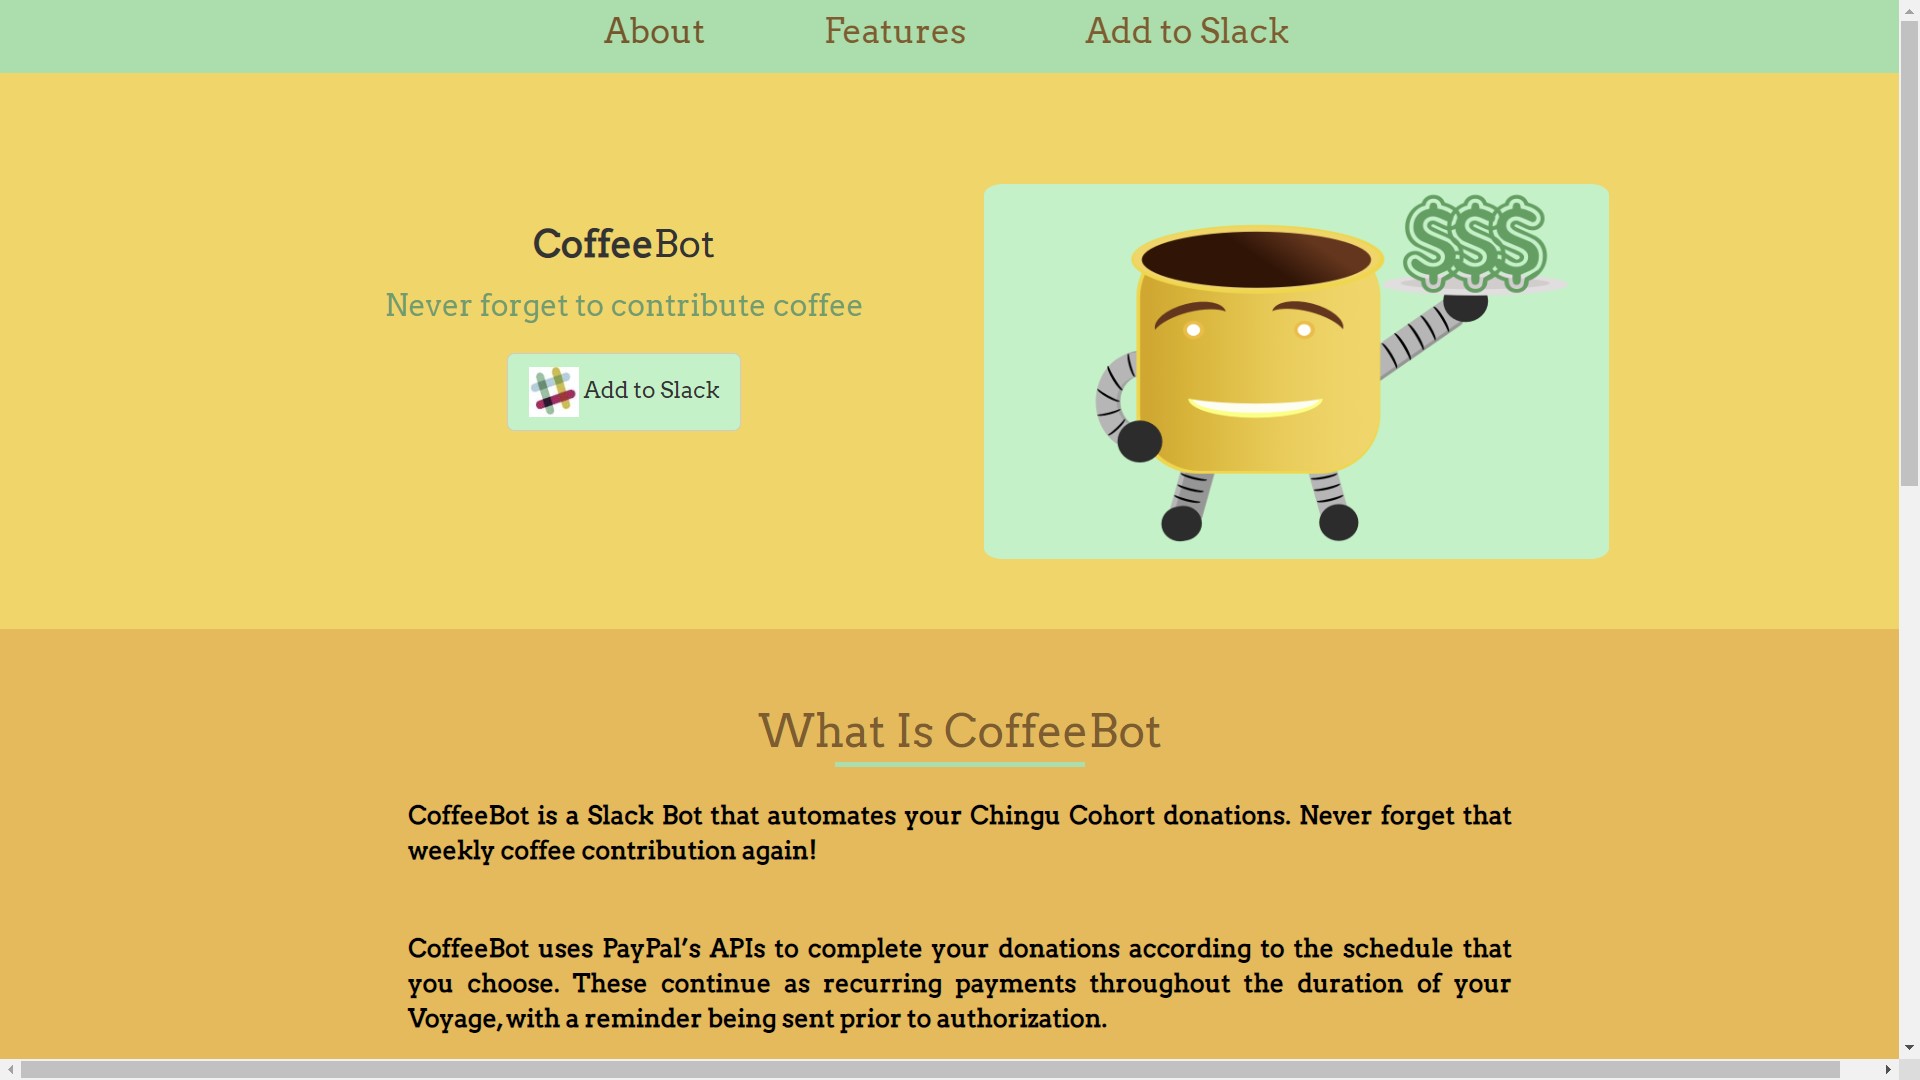 About Features Add to Slack
CoffeeBot
Never forget to contribute coffee
Add to Slack
$$$
What Is CoffeeBot
CoffeeBot is a Slack Bot that automates your Chingu Cohort donations. Never forget that
weekly coffee contribution again!
CoffeeBot uses PayPal’s APIs to complete your donations according to the schedule that
you choose. These continue as recurring payments throughout the duration of your
Voyage, with a reminder being sent prior to authorization.